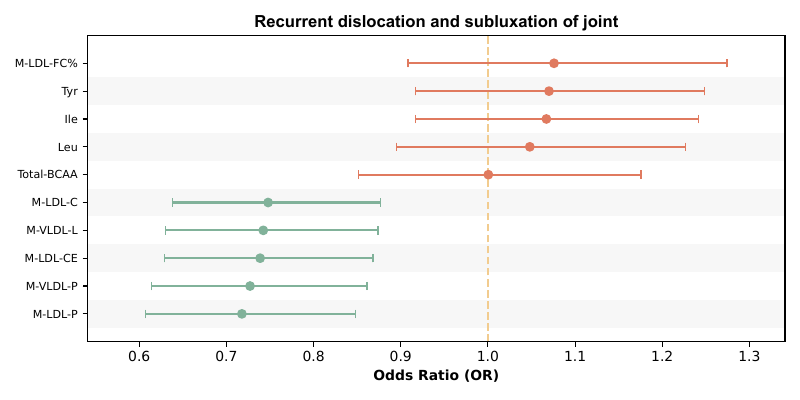 Recurrent dislocation and subluxation of joint
M-LDL-FC%
Tyr
Ile
Leu
Total-BCAA
M-LDL-C
M-VLDL-L
M-LDL-CE
M-VLDL-P
M-LDL-P
0.6 0.7 0.8 0.9 1.0 1.1 1.2 1.3
Odds Ratio (OR)